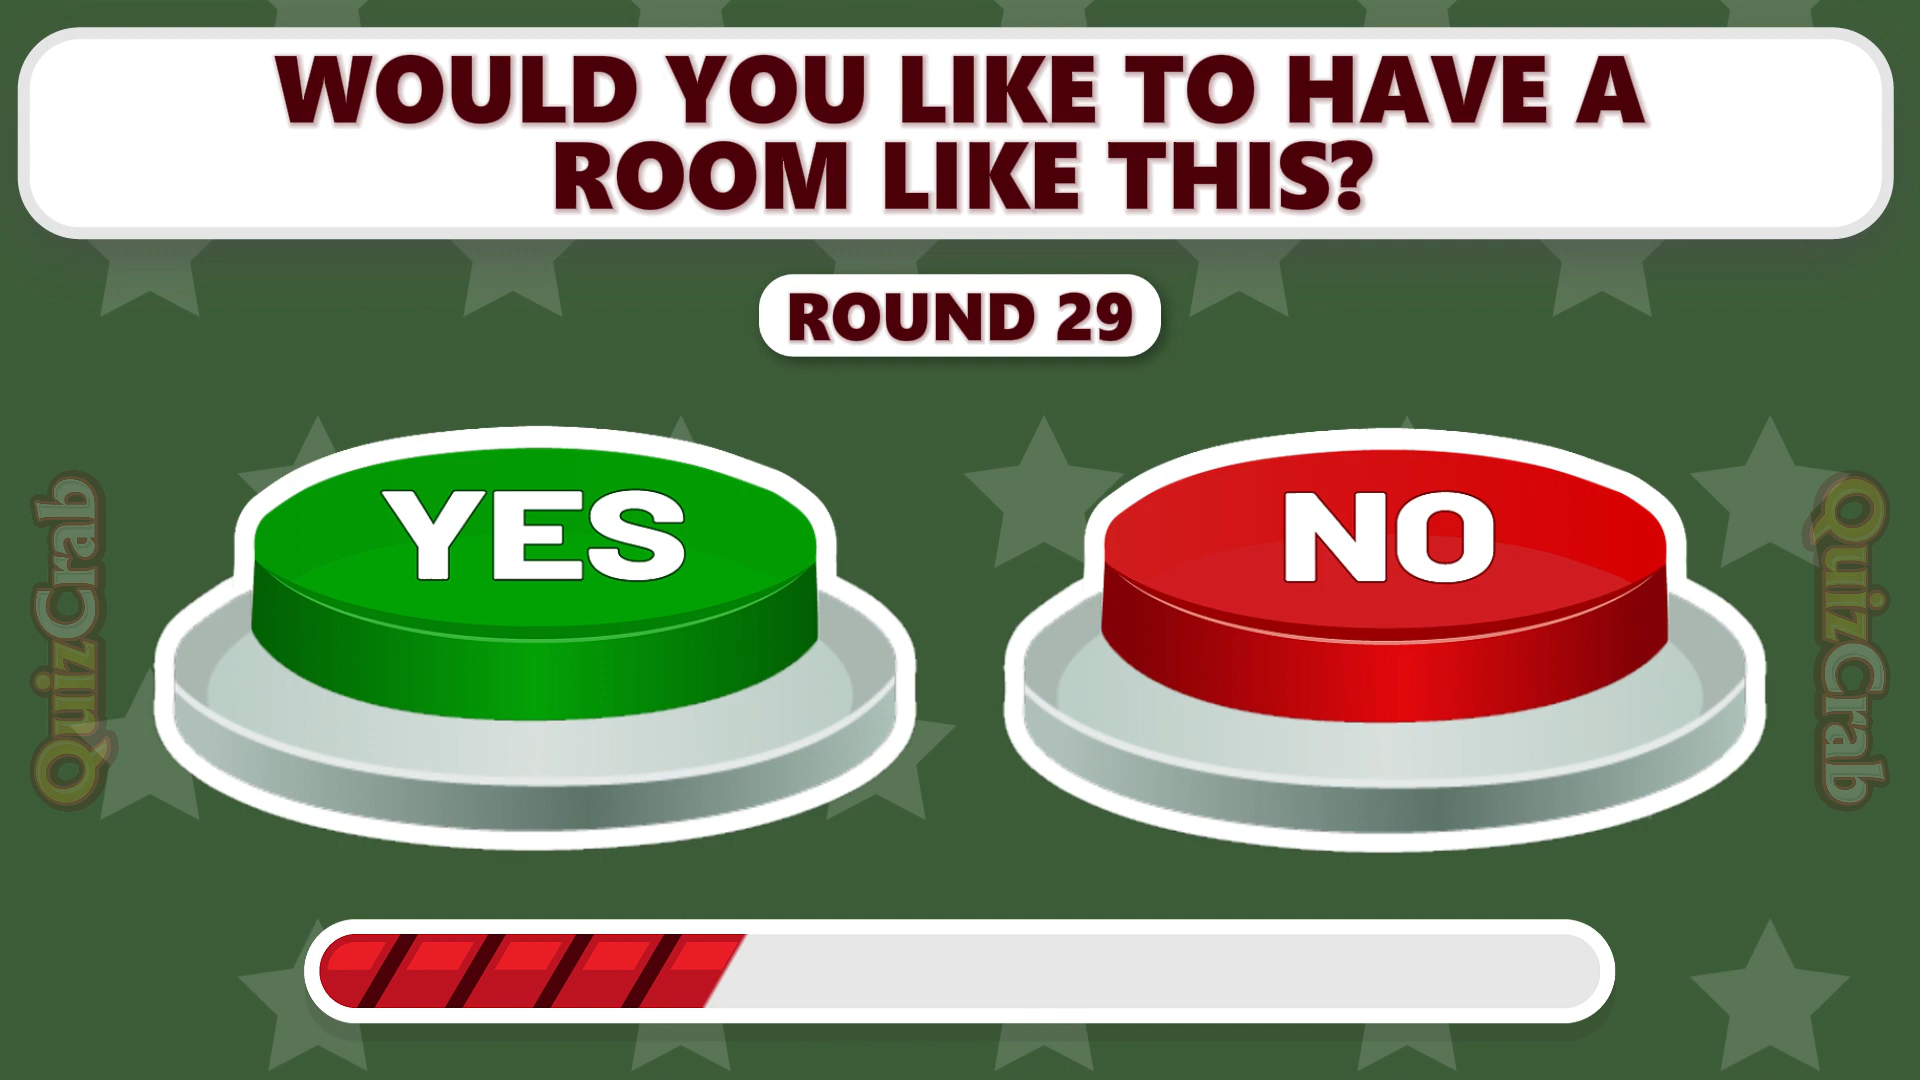 WOULD YOU LIKE TO HAVE A
ROOM LIKE THIS?
ROUND 29
YES
NO
QuizCrab
QuizCrab